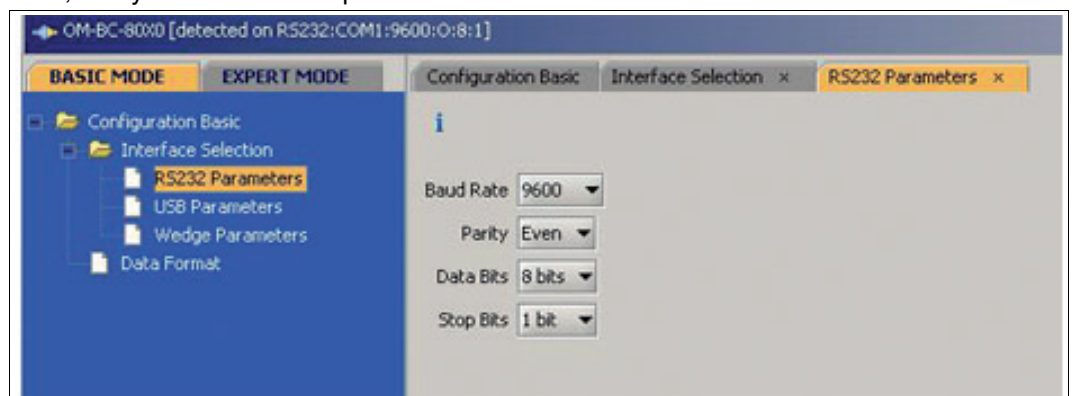 OM-BC-80X0 [detected on RS232:COM1:9600:O:8:1]
BASIC MODE EXPERT MODE
Configuration Basic Interface Selection × RS232 Parameters ×
Configuration Basic
Interface Selection
RS232 Parameters
USB Parameters
Wedge Parameters
Data Format
i
Baud Rate 9600
Parity Even
Data Bits 8 bits
Stop Bits 1 bit